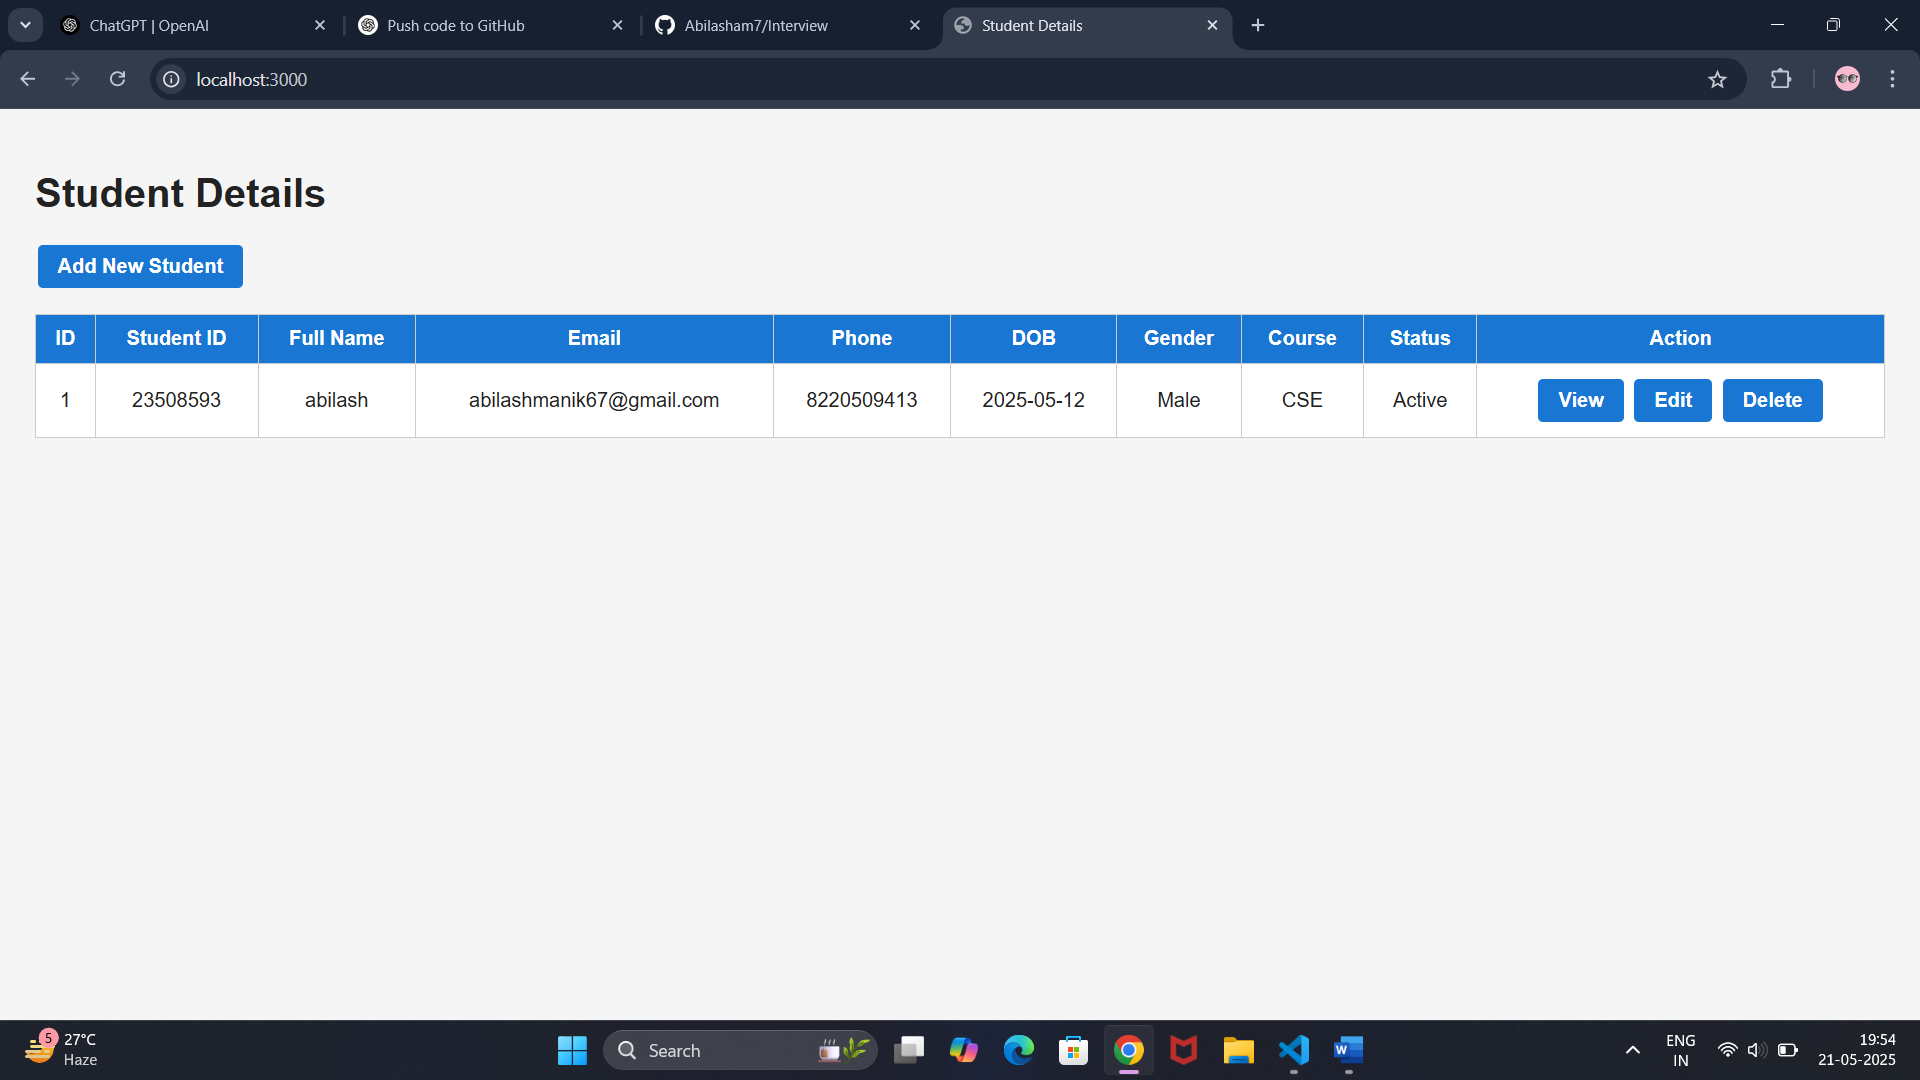 ChatGPT | OpenAI
Push code to GitHub
Abilasham7/Interview
Student Details
localhost:3000
Student Details
Add New Student
ID Student ID Full Name Email Phone DOB Gender Course Status Action
1 23508593 abilash abilashmanik67@gmail.com 8220509413 2025-05-12 Male CSE Active View Edit Delete
5
27°C
Haze
Search
W
ENG
IN
19:54
21-05-2025